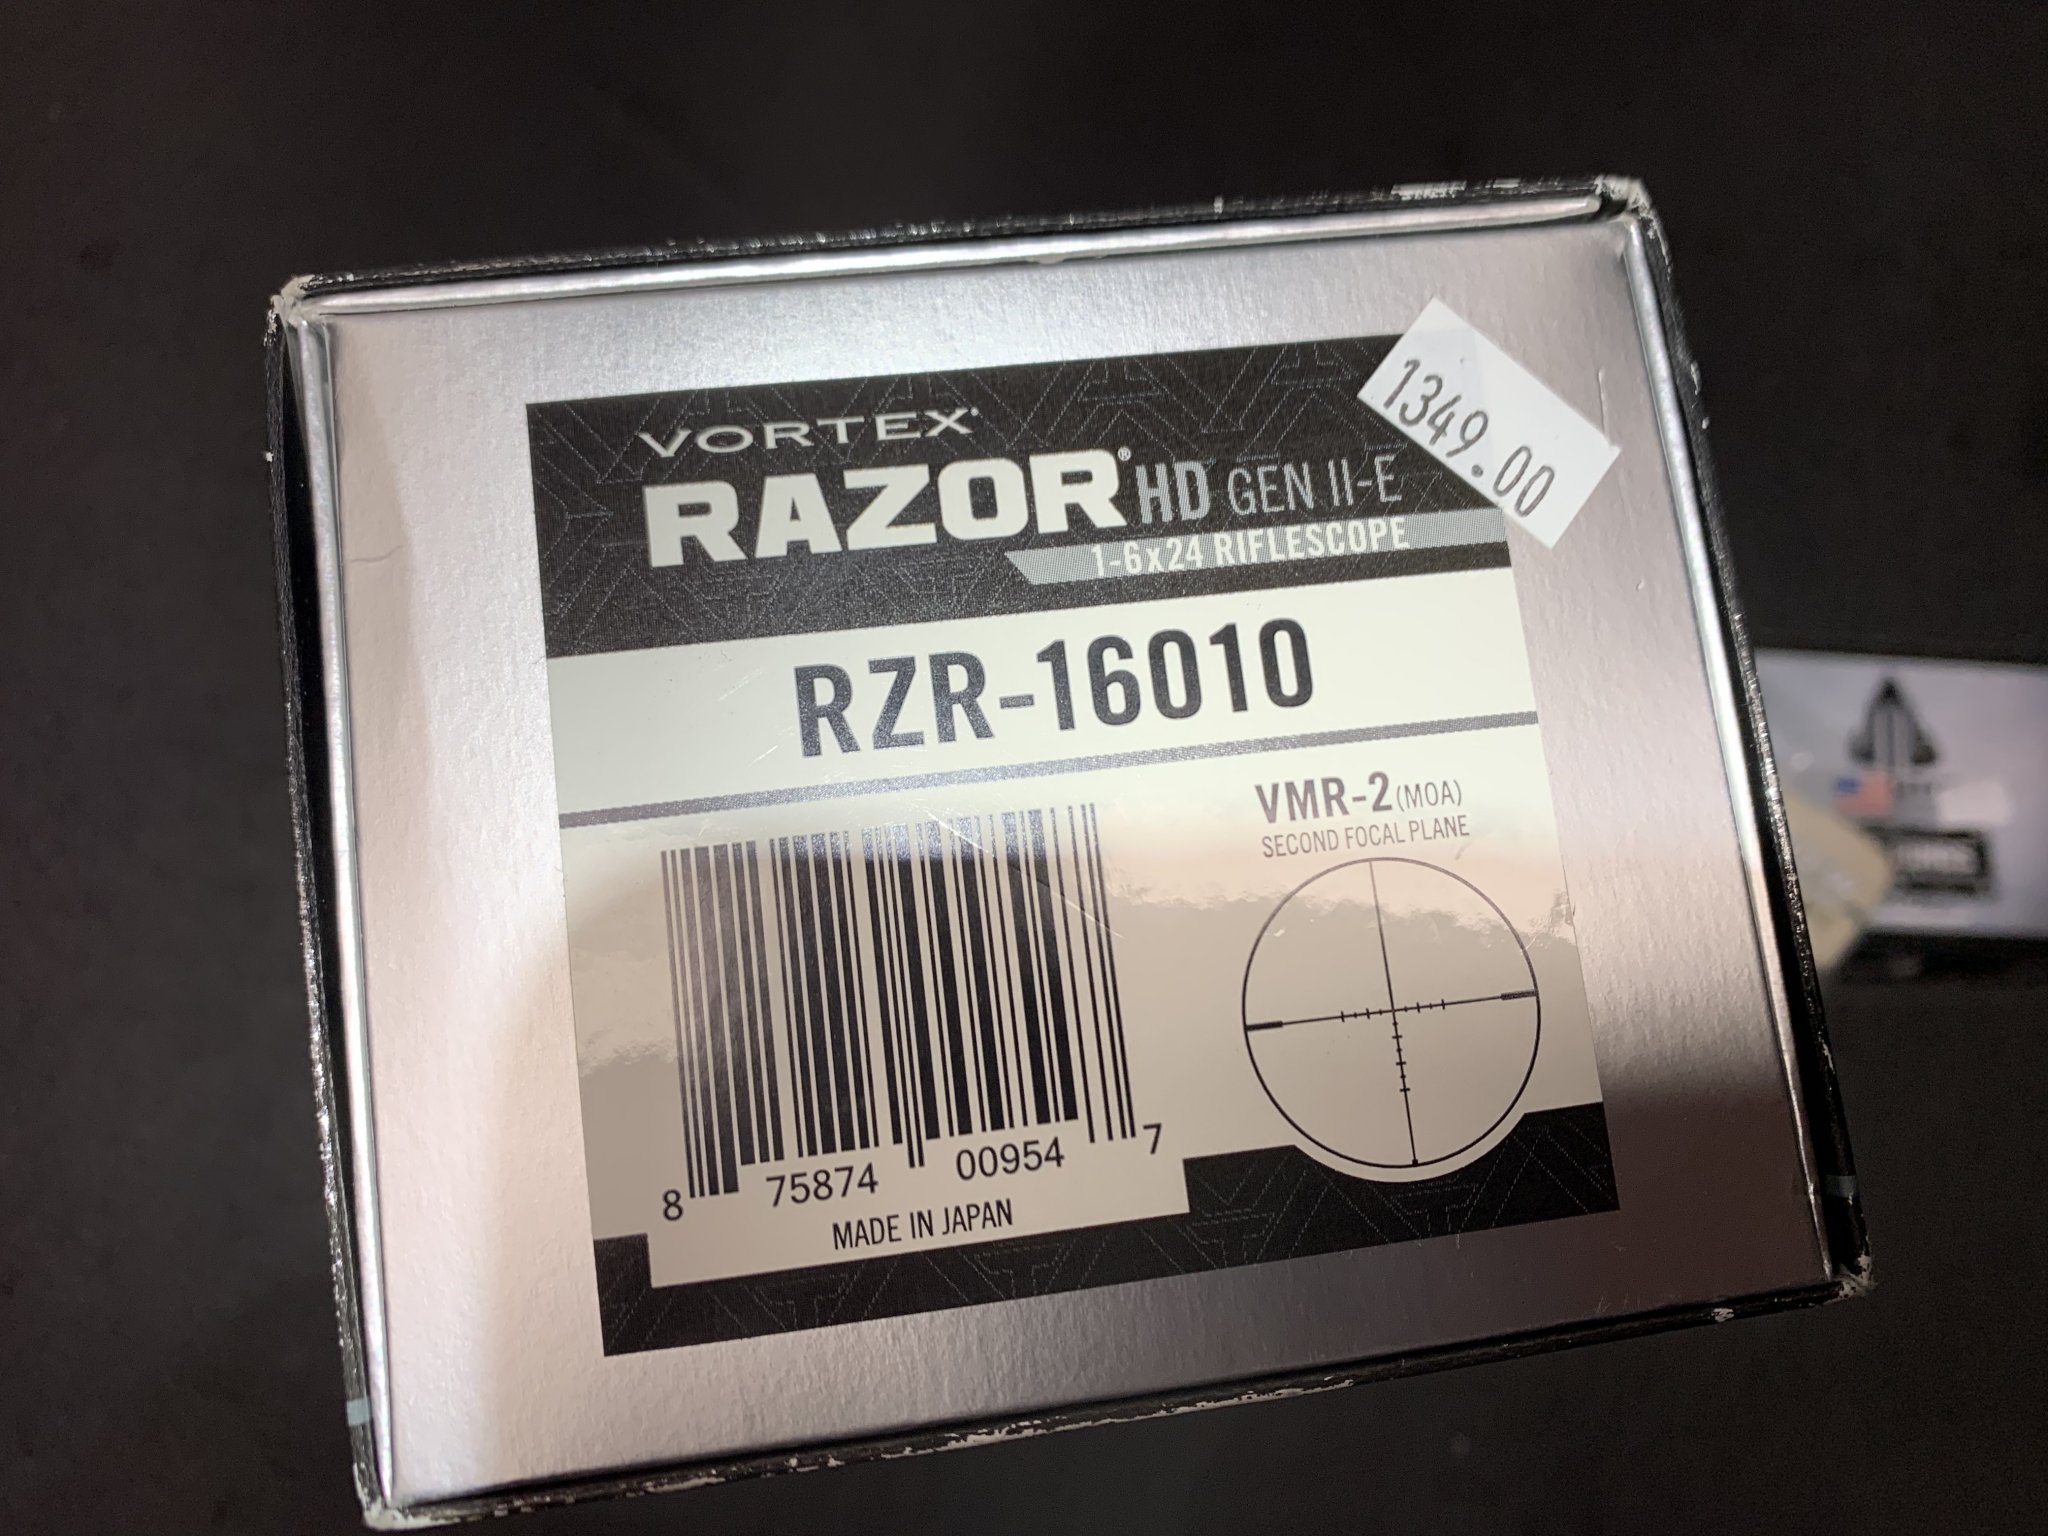 1349.00
VORTEX
RAZOR® HD GEN II-E
1-6x24 RIFLESCOPE
RZR-16010
VMR-2 (MOA)
SECOND FOCAL PLANE
8 75874 00954 7
MADE IN JAPAN